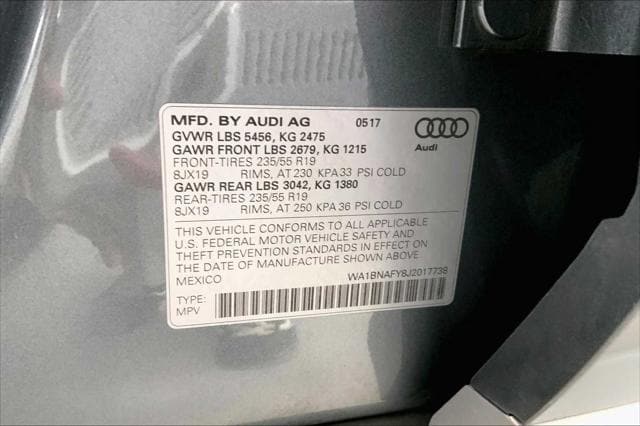 MFD. BY AUDI AG 0517
GVWR LBS 5456, KG 2475
GAWR FRONT LBS 2679, KG 1215
FRONT-TIRES 235/55 R19
8JX19 RIMS, AT 230 KPA 33 PSI COLD
GAWR REAR LBS 3042, KG 1380
REAR-TIRES 235/55 R19
8JX19 RIMS, AT 250 KPA 36 PSI COLD
Audi
THIS VEHICLE CONFORMS TO ALL APPLICABLE
U.S. FEDERAL MOTOR VEHICLE SAFETY AND
THEFT PREVENTION STANDARDS IN EFFECT ON
THE DATE OF MANUFACTURE SHOWN ABOVE
MEXICO WA1BNAFY8J2017738
TYPE:
MPV